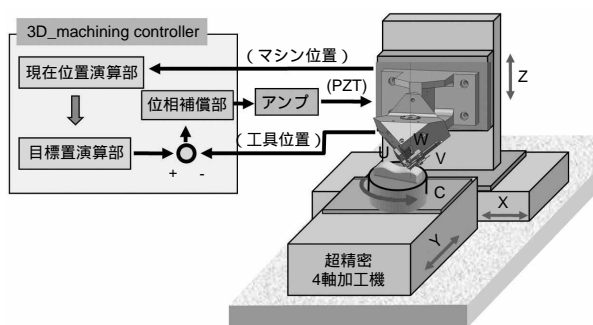 3D_machining controller
現在位置演算部
(マシン位置)
位相補償部
アンプ
(PZT)
(工具位置)
目標置演算部
+
-
Z
U
W
V
C
X
Y
超精密
4軸加工機